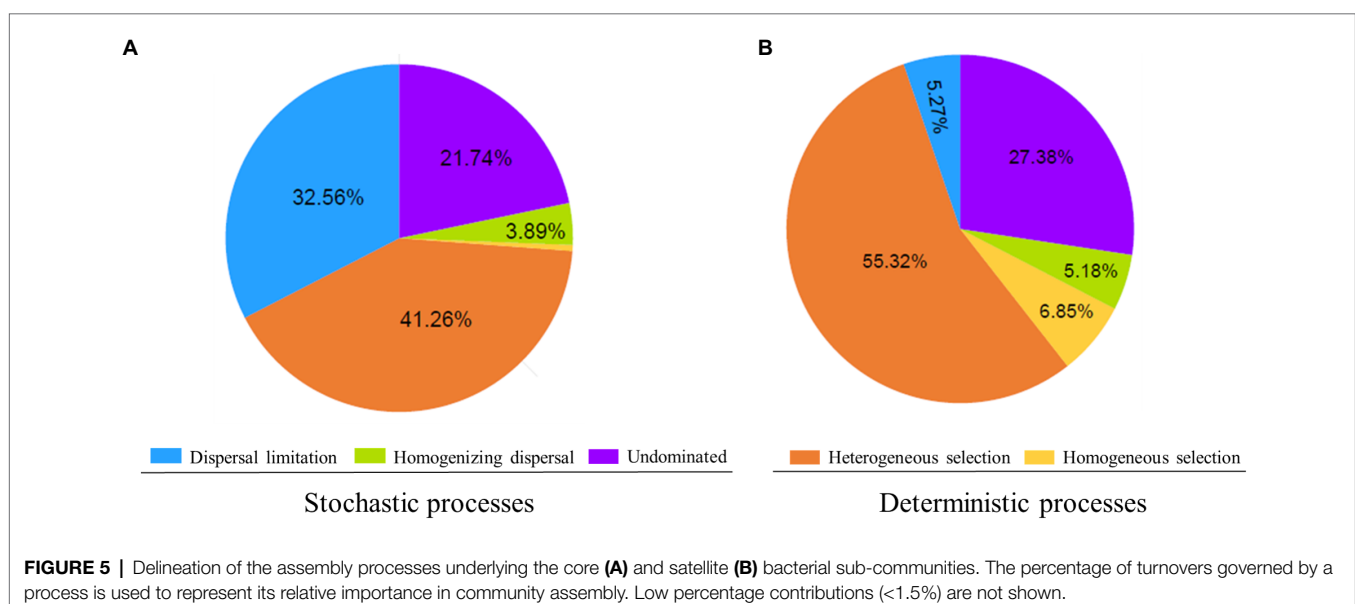 A
B
21.74%
32.56%
3.89%
41.26%
5.27%
27.38%
55.32%
5.18%
6.85%
Dispersal limitation Homogenizing dispersal Undominated
Stochastic processes
Heterogeneous selection Homogeneous selection
Deterministic processes
FIGURE 5 | Delineation of the assembly processes underlying the core (A) and satellite (B) bacterial sub-communities. The percentage of turnovers governed by a
process is used to represent its relative importance in community assembly. Low percentage contributions (<1.5%) are not shown.